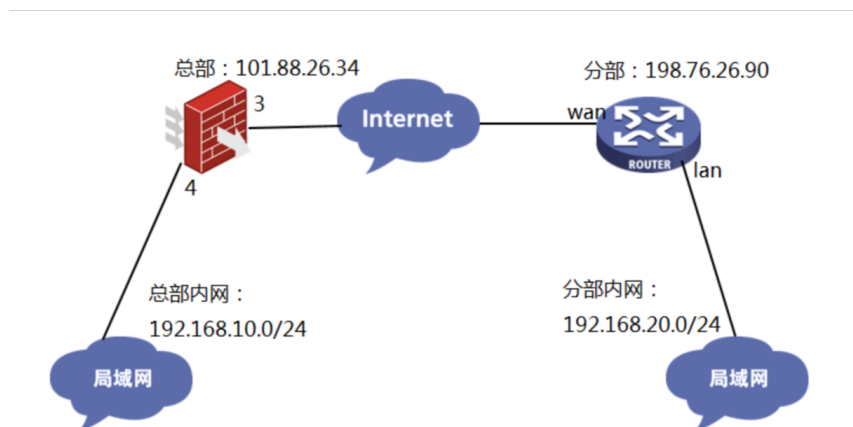 总部：101.88.26.34
分部：198.76.26.90
3
Internet
wan
ROUTER
lan
4
总部内网：
192.168.10.0/24
分部内网：
192.168.20.0/24
局域网
局域网